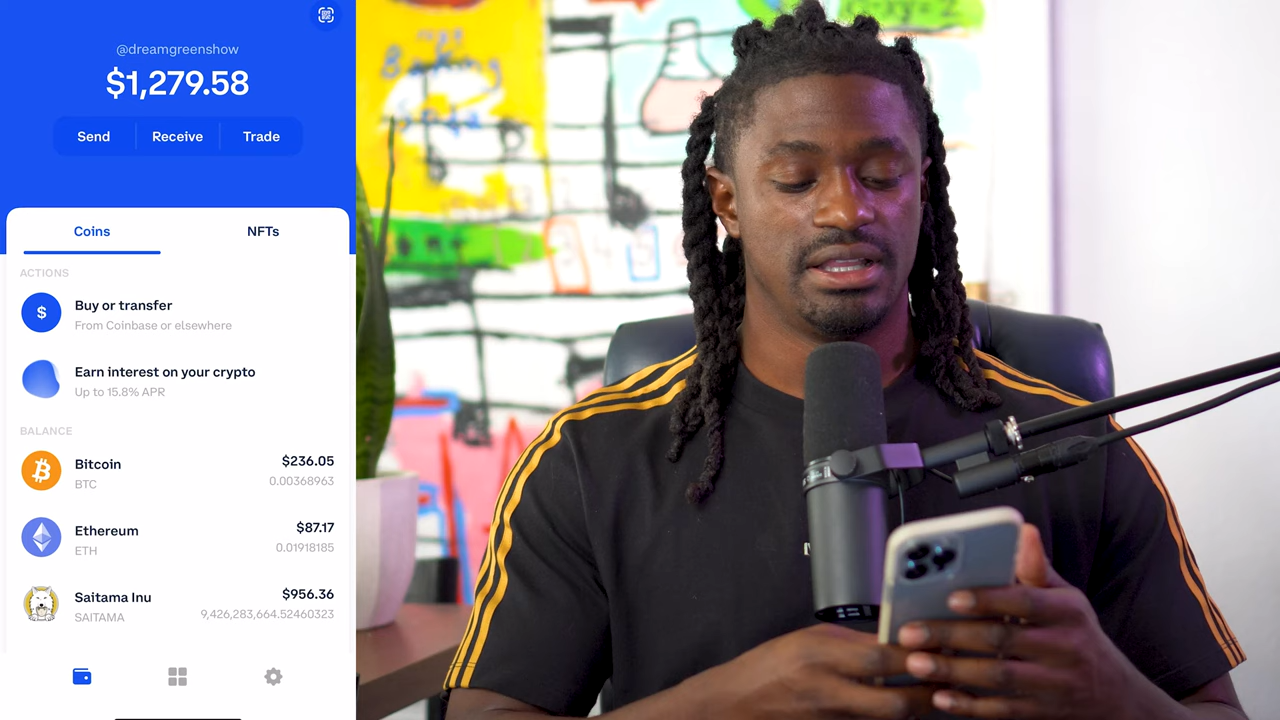 @dreamgreenshow
$1,279.58
Send Receive Trade
Coins NFTs
ACTIONS
$
Buy or transfer
From Coinbase or elsewhere
Earn interest on your crypto
Up to 15.8% APR
BALANCE
Bitcoin $236.05
BTC 0.00368963
Ethereum $87.17
ETH 0.01918185
Saitama Inu $956.36
SAITAMA 9,426,283,664.52460323